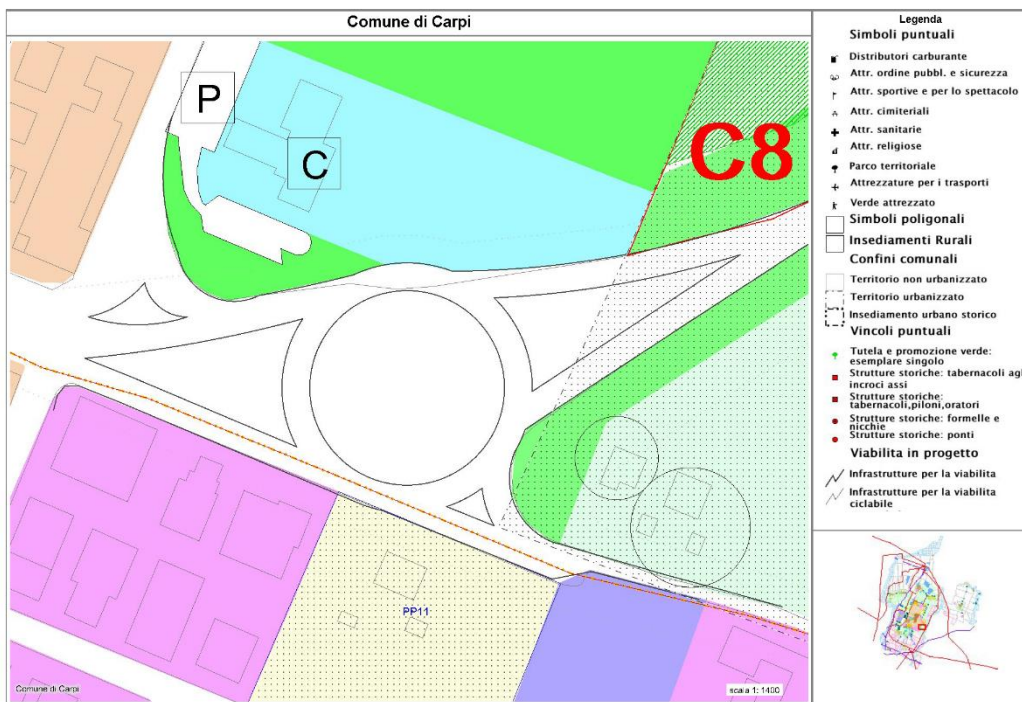 Comune di Carpi
P
C
C8
PP11
Comune di Carpi
scala 1: 1400
Legenda
Simboli puntuali
Distributori carburante
Attr. ordine pubbl. e sicurezza
Attr. sportive e per lo spettacolo
Attr. cimiteriali
Attr. sanitarie
Attr. religiose
Parco territoriale
Attrezzature per i trasporti
Verde attrezzato
Simboli poligonali
Insediamenti Rurali
Confini comunali
Territorio non urbanizzato
Territorio urbanizzato
Insediamento urbano storico
Vincoli puntuali
Tutela e promozione verde:
esemplare singolo
Strutture storiche: tabernacoli agl
incroci assi
Strutture storiche:
tabernacoli,piloni,oratori
Strutture storiche: formelle e
nicchie
Strutture storiche: ponti
Viabilita in progetto
Infrastrutture per la viabilita
Infrastrutture per la viabilita
ciclabile